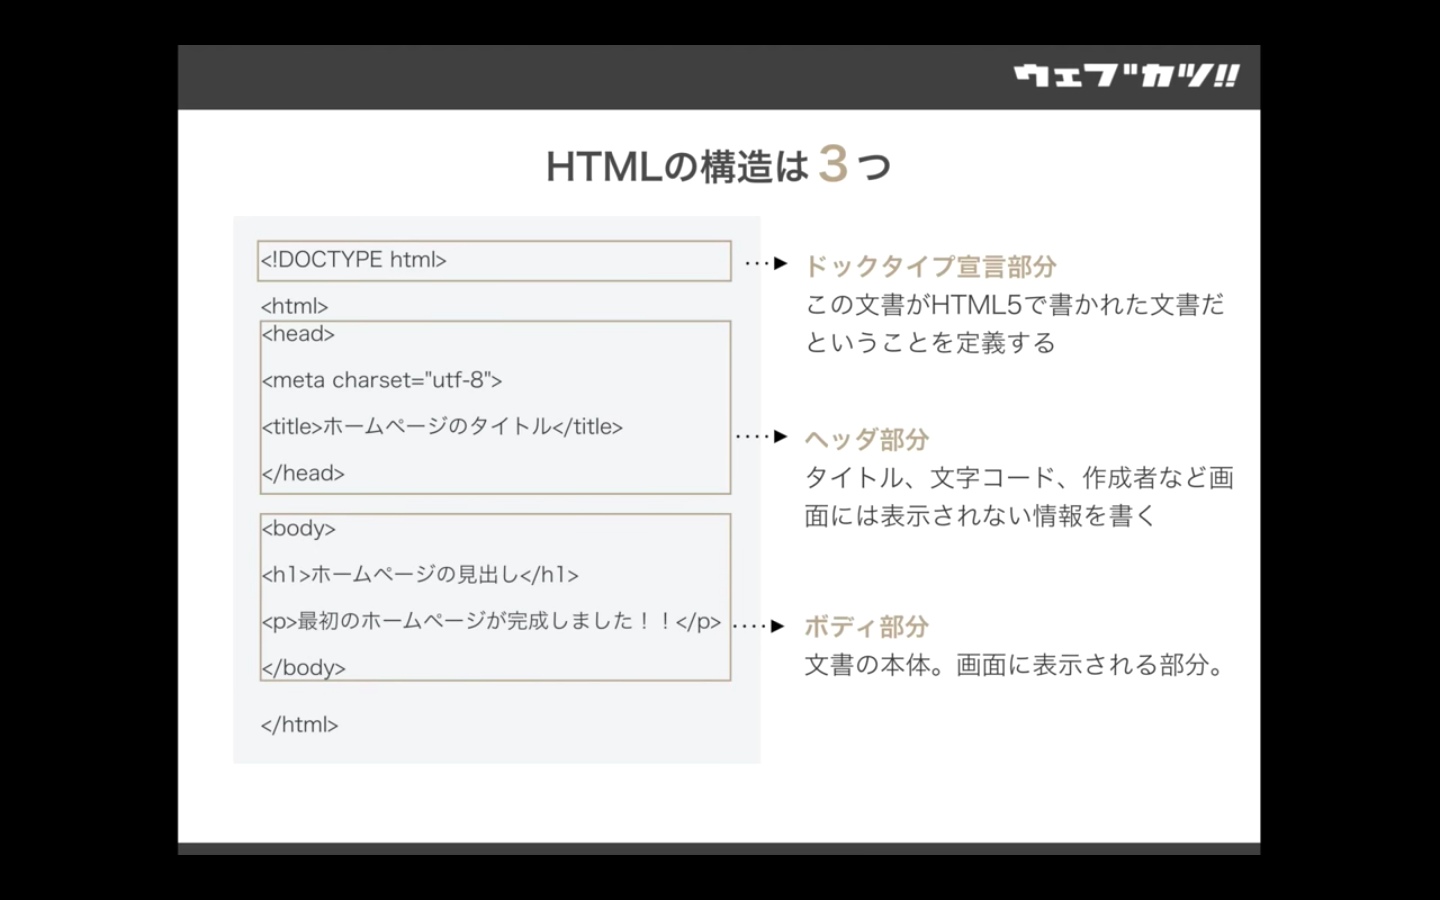 ウェブカツ!!
HTMLの構造は3つ
<!DOCTYPE html>
<html>
<head>
<meta charset="utf-8">
<title>ホームページのタイトル</title>
</head>
<body>
<h1>ホームページの見出し</h1>
<p>最初のホームページが完成しました！！</p>
</body>
</html>
ドックタイプ宣言部分
この文書がHTML5で書かれた文書だ
ということを定義する
ヘッダ部分
タイトル、文字コード、作成者など画
面には表示されない情報を書く
ボディ部分
文書の本体。画面に表示される部分。